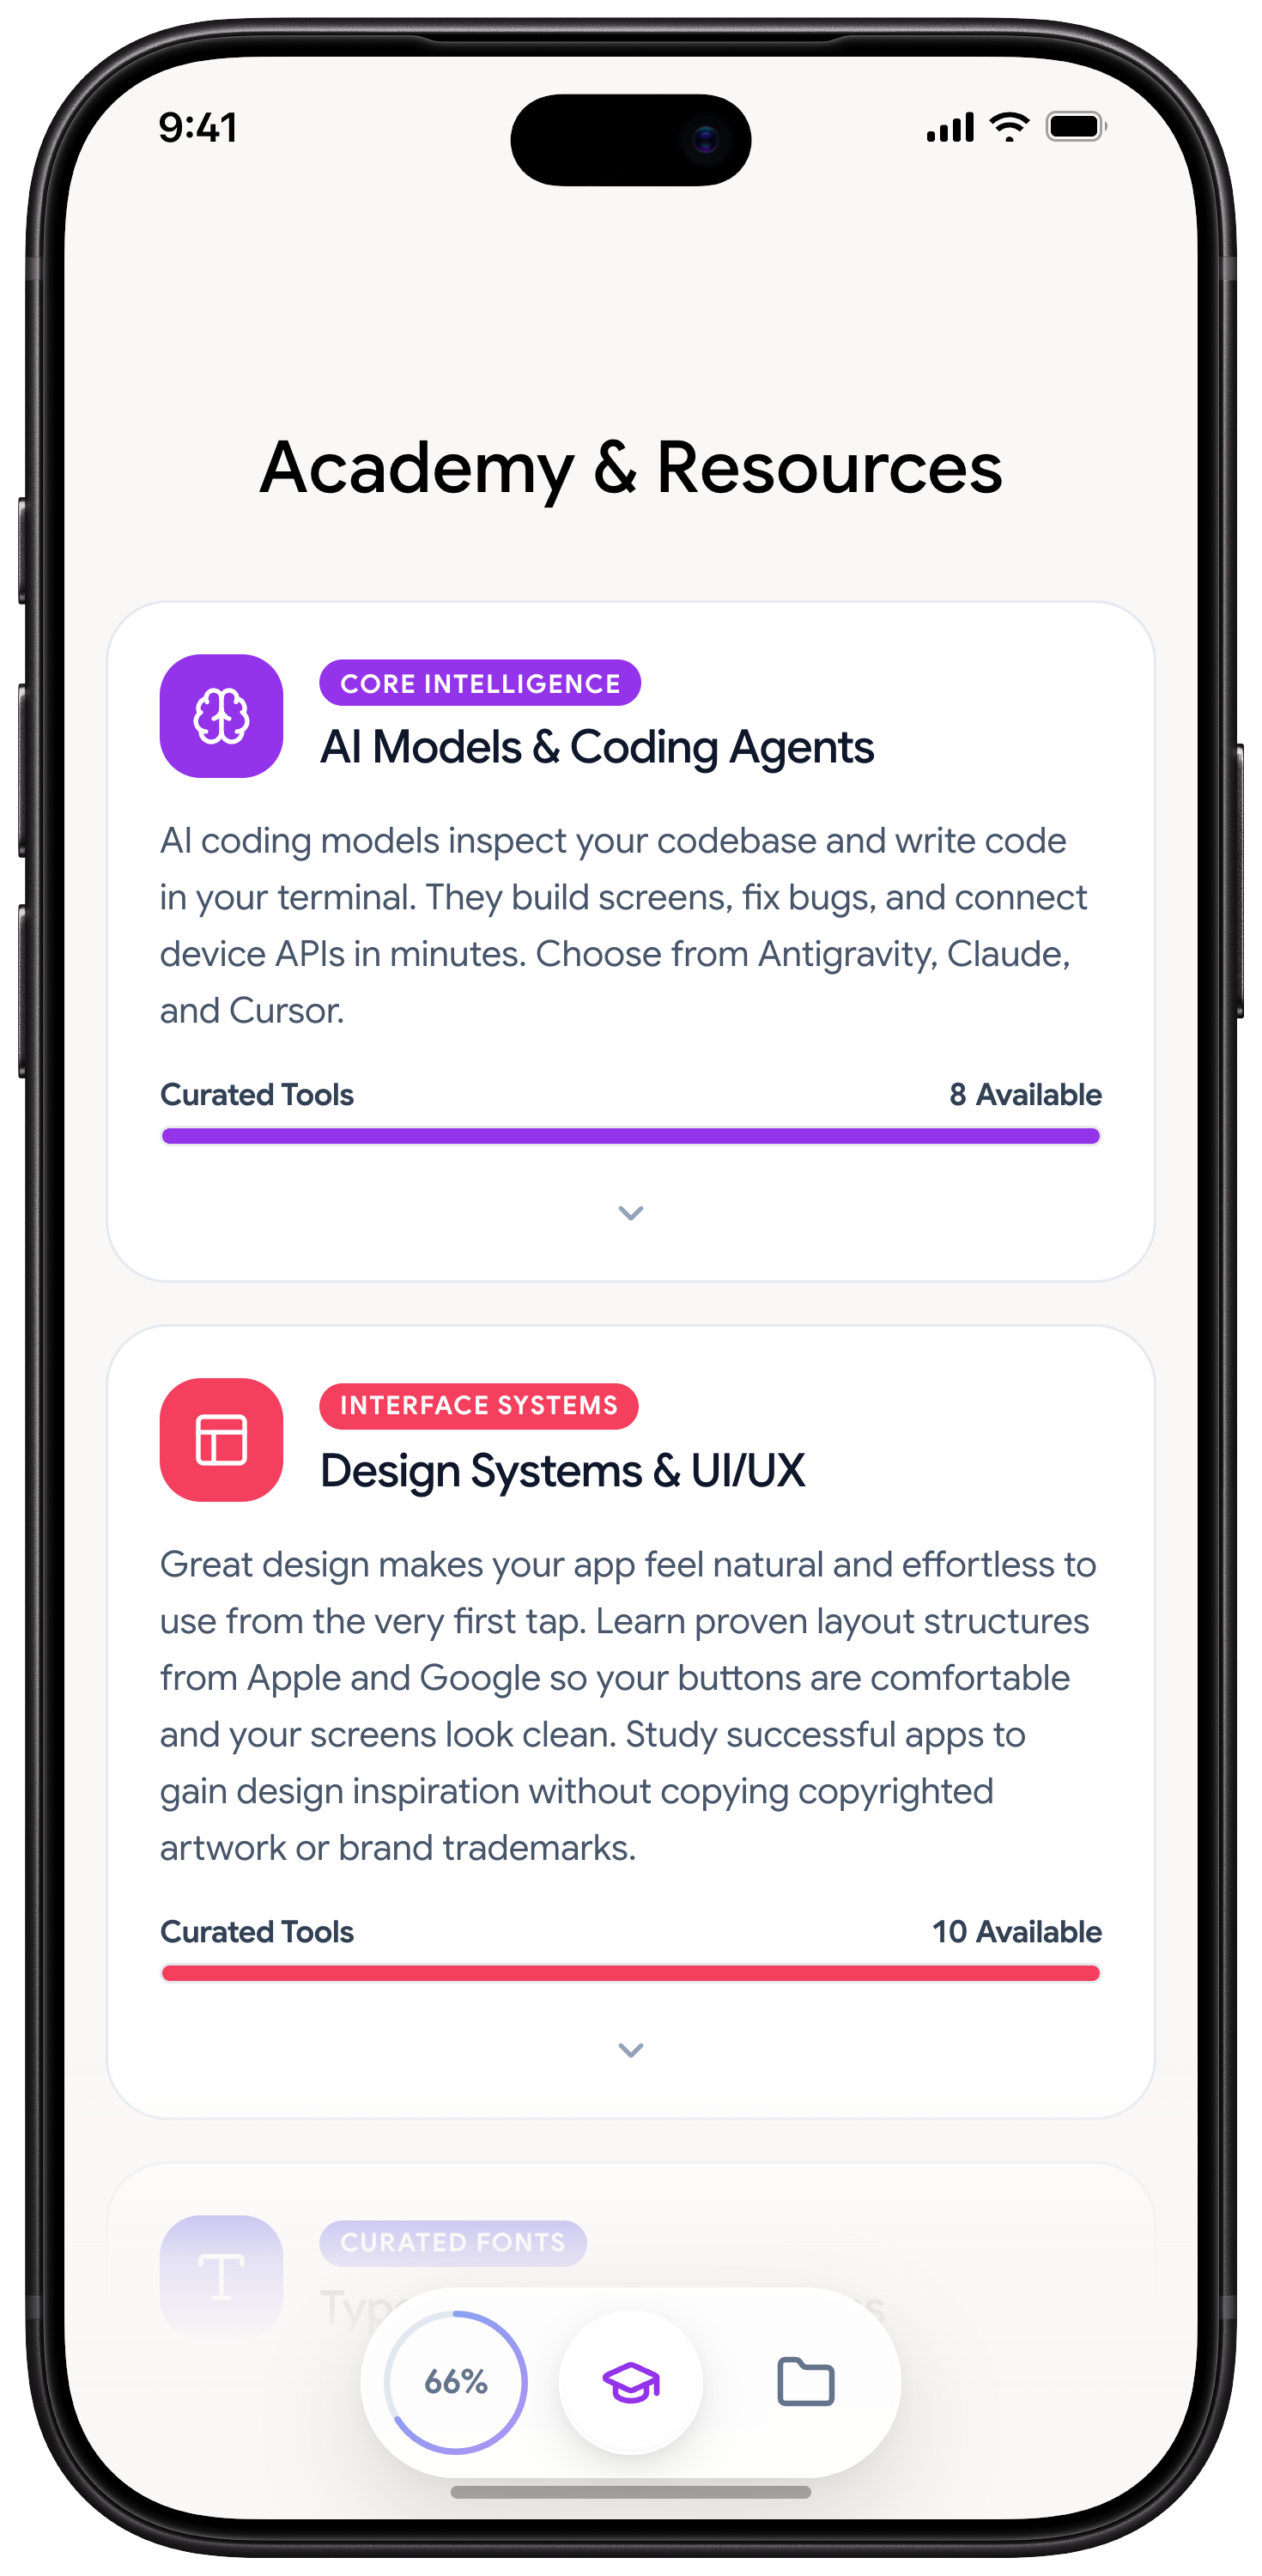 9:41
Academy & Resources
CORE INTELLIGENCE
AI Models & Coding Agents
AI coding models inspect your codebase and write code
in your terminal. They build screens, fix bugs, and connect
device APIs in minutes. Choose from Antigravity, Claude,
and Cursor.
Curated Tools 8 Available
INTERFACE SYSTEMS
Design Systems & UI/UX
Great design makes your app feel natural and effortless to
use from the very first tap. Learn proven layout structures
from Apple and Google so your buttons are comfortable
and your screens look clean. Study successful apps to
gain design inspiration without copying copyrighted
artwork or brand trademarks.
Curated Tools 10 Available
CURATED FONTS
66%